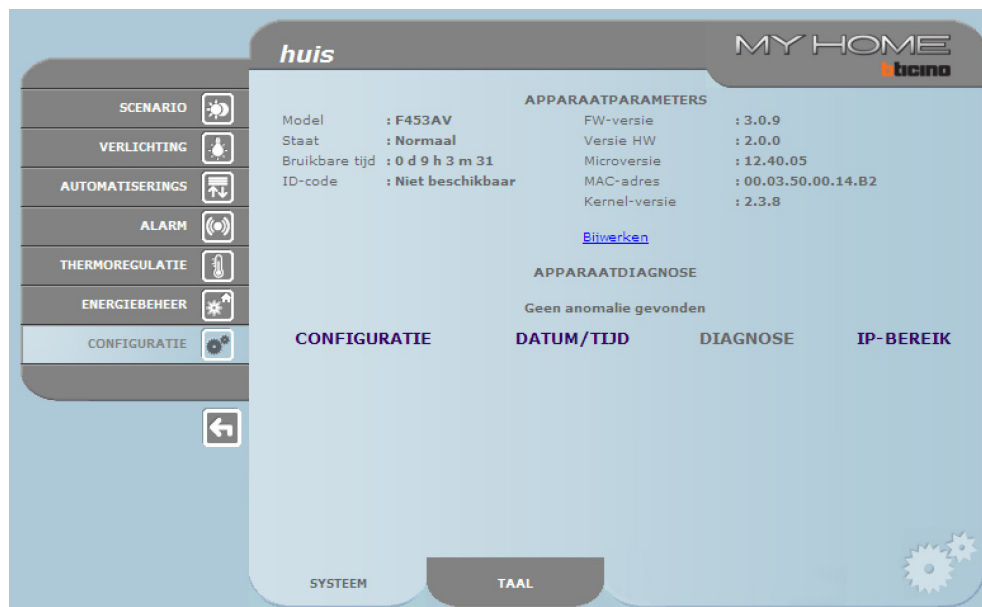 huis
MY HOME
bticino
SCENARIO
VERLICHTING
AUTOMATISERINGS
ALARM
THERMOREGULATIE
ENERGIEBEHEER
CONFIGURATIE
APPARAATPARAMETERS
Model : F453AV FW-versie : 3.0.9
Staat : Normaal Versie HW : 2.0.0
Bruikbare tijd : 0 d 9 h 3 m 31 Microversie : 12.40.05
ID-code : Niet beschikbaar MAC-adres : 00.03.50.00.14.B2
Kernel-versie : 2.3.8
Bijwerken
APPARAATDIAGNOSE
Geen anomalie gevonden
CONFIGURATIE DATUM/TIJD DIAGNOSE IP-BEREIK
SYSTEEM TAAL